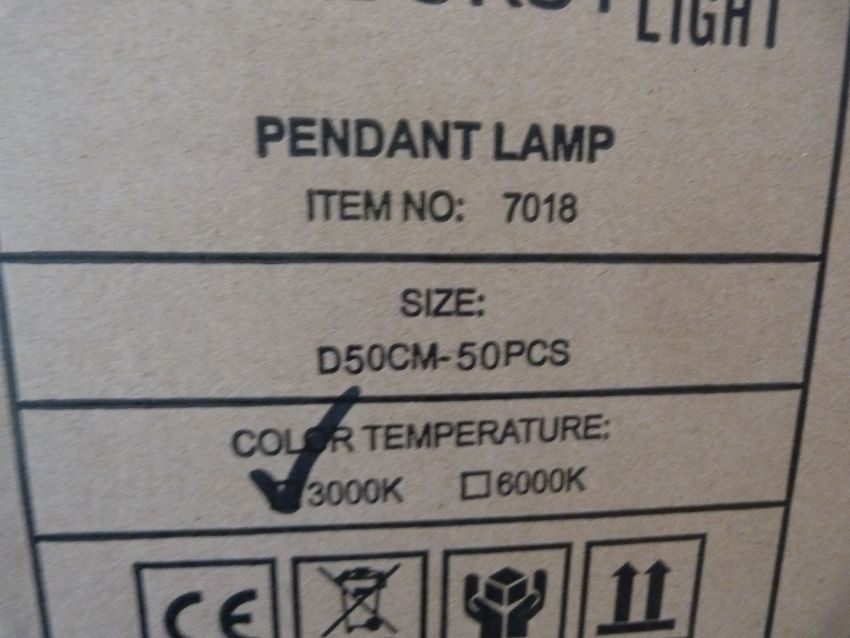 LIGHT
PENDANT LAMP
ITEM NO: 7018
SIZE:
D50CM-50PCS
COLOR TEMPERATURE:
3000K 6000K
CE